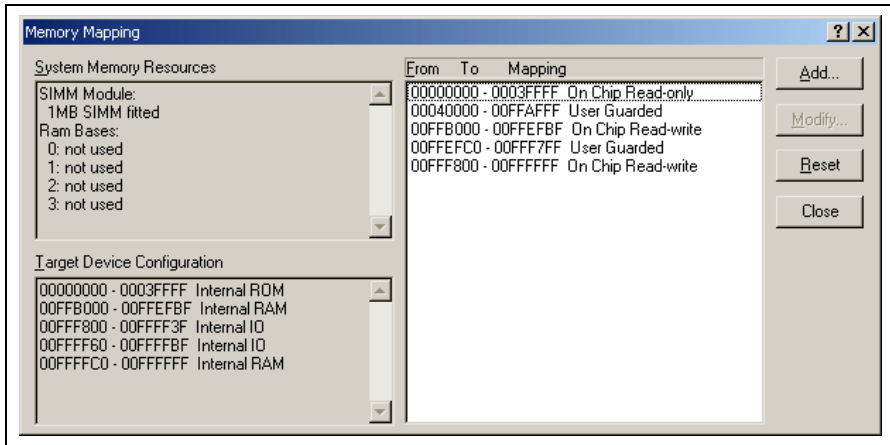 Memory Mapping
System Memory Resources
SIMM Module:
1MB SIMM fitted
Ram Bases:
0: not used
1: not used
2: not used
3: not used
Target Device Configuration
00000000 - 0003FFFF Internal ROM
00FFB000 - 00FFEFBF Internal RAM
00FFF800 - 00FFFF3F Internal IO
00FFFF60 - 00FFFFBF Internal IO
00FFFFC0 - 00FFFFFF Internal RAM
From To Mapping
00000000 - 0003FFFF On Chip Read-only
00040000 - 00FFAFFF User Guarded
00FFB000 - 00FFEFBF On Chip Read-write
00FFEFC0 - 00FFF7FF User Guarded
00FFF800 - 00FFFFFF On Chip Read-write
Add...
Modify...
Reset
Close